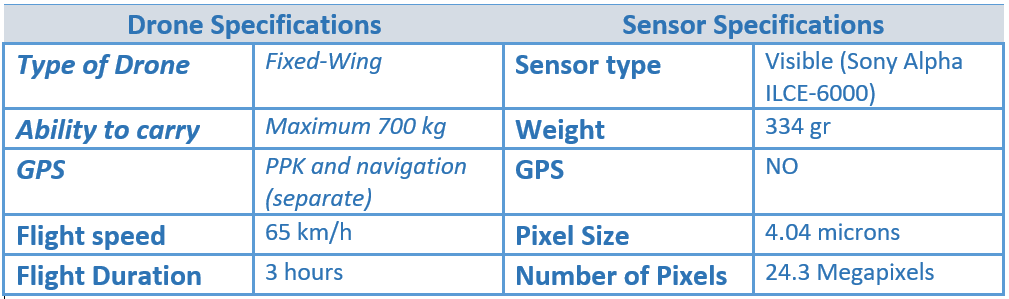 Drone Specifications Sensor Specifications
Type of Drone Fixed-Wing Sensor type Visible (Sony Alpha
ILCE-6000)
Ability to carry Maximum 700 kg Weight 334 gr
GPS PPK and navigation GPS NO
(separate)
Flight speed 65 km/h Pixel Size 4.04 microns
Flight Duration 3 hours Number of Pixels 24.3 Megapixels